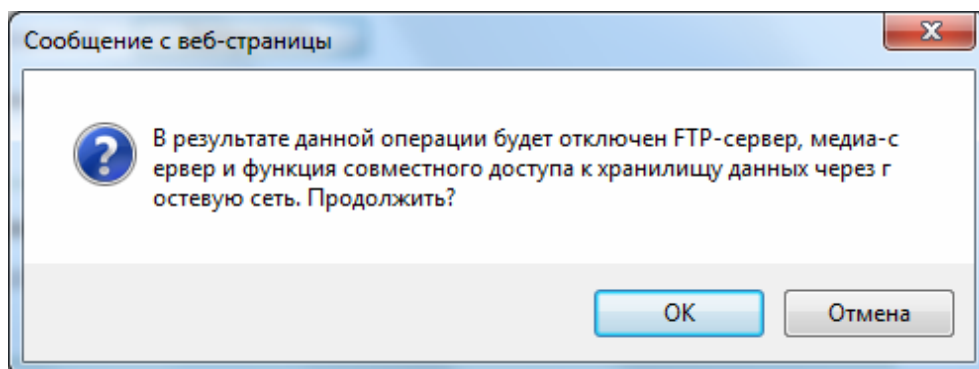 Сообщение с веб-страницы
В результате данной операции будет отключен FTP-сервер, медиа-с
ервер и функция совместного доступа к хранилищу данных через г
остевую сеть. Продолжить?
OK
Отмена